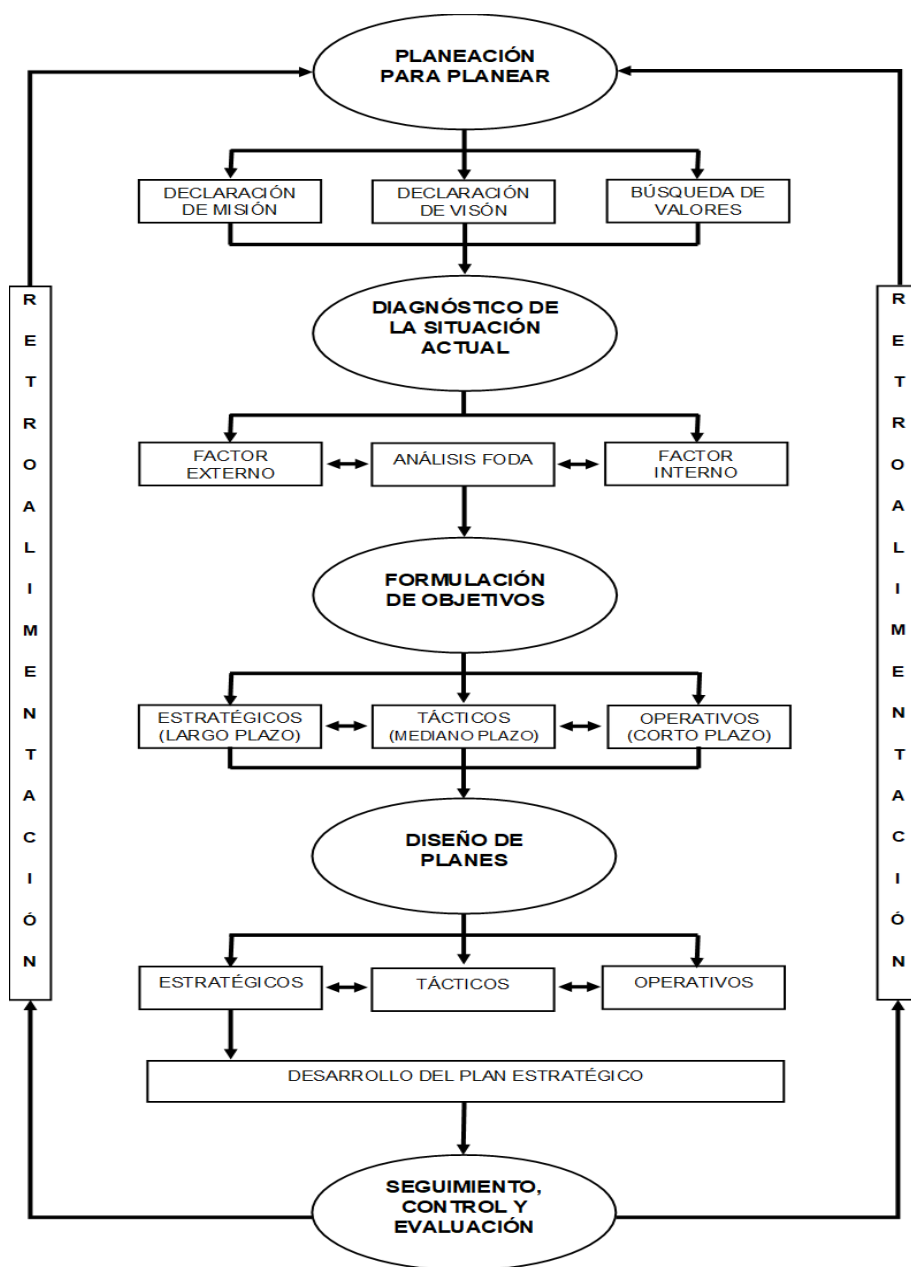 PLANEACIÓN
PARA PLANEAR
DECLARACIÓN
DE MISIÓN
DECLARACIÓN
DE VISÓN
BÚSQUEDA DE
VALORES
DIAGNÓSTICO DE
LA SITUACIÓN
ACTUAL
FACTOR
EXTERNO
ANÁLISIS FODA
FACTOR
INTERNO
FORMULACIÓN
DE OBJETIVOS
ESTRATÉGICOS
(LARGO PLAZO)
TÁCTICOS
(MEDIANO PLAZO)
OPERATIVOS
(CORTO PLAZO)
DISEÑO DE
PLANES
ESTRATÉGICOS
TÁCTICOS
OPERATIVOS
DESARROLLO DEL PLAN ESTRATÉGICO
SEGUIMIENTO,
CONTROL Y
EVALUACIÓN
RETROALIMENTACIÓN
RETROALIMENTACIÓN